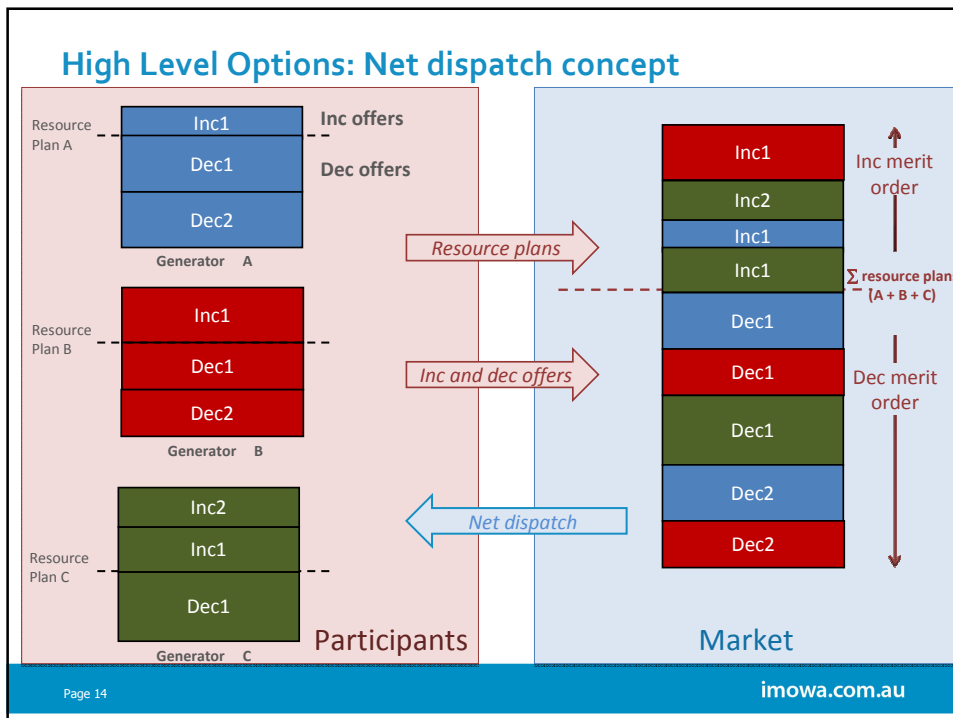 High Level Options: Net dispatch concept
Resource
Plan A
Inc1
Dec1
Dec2
Inc offers
Dec offers
Generator A
Resource
Plan B
Inc1
Dec1
Dec2
Generator B
Resource
Plan C
Inc2
Inc1
Dec1
Generator C
Participants
Resource plans
Inc and dec offers
Net dispatch
Inc1
Inc2
Inc1
Inc1
Dec1
Dec1
Dec1
Dec2
Dec2
Inc merit
order
∑ resource plans
(A + B + C)
Dec merit
order
Market
Page 14
imowa.com.au